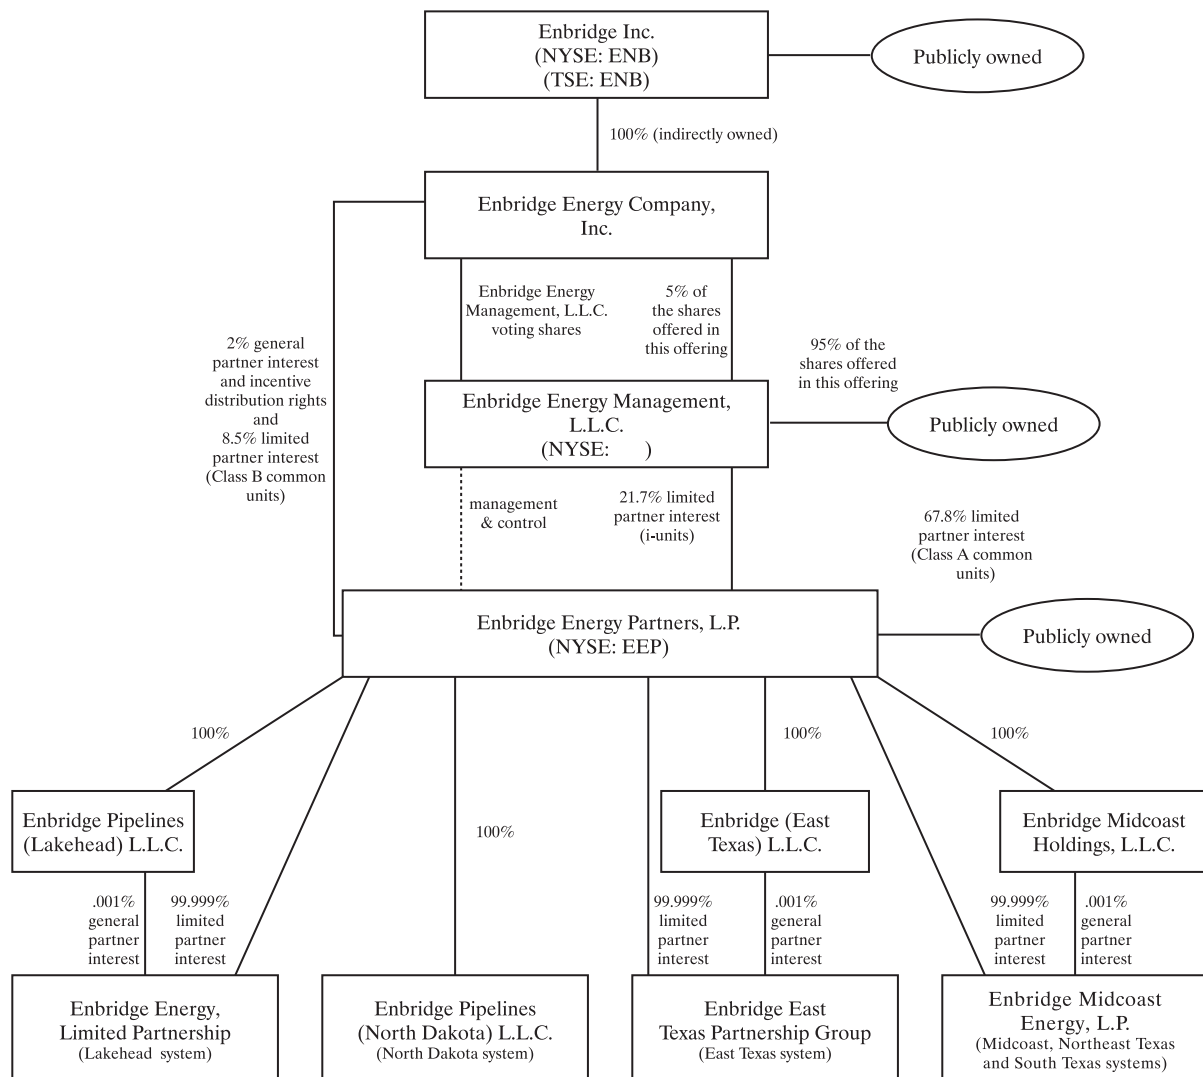 Enbridge Inc.
(NYSE: ENB)
(TSE: ENB)
Publicly owned
100% (indirectly owned)
Enbridge Energy Company,
Inc.
Enbridge Energy
Management, L.L.C.
voting shares
5% of
the shares
offered in
this offering
2% general
partner interest
and incentive
distribution rights
and
8.5% limited
partner interest
(Class B common
units)
95% of the
shares offered
in this offering
Enbridge Energy Management,
L.L.C.
(NYSE:      )
Publicly owned
management
& control
21.7% limited
partner interest
(i-units)
67.8% limited
partner interest
(Class A common
units)
Enbridge Energy Partners, L.P.
(NYSE: EEP)
Publicly owned
100%
100%
100%
100%
Enbridge Pipelines
(Lakehead) L.L.C.
Enbridge (East
Texas) L.L.C.
Enbridge Midcoast
Holdings, L.L.C.
.001%
general
partner
interest
99.999%
limited
partner
interest
99.999%
limited
partner
interest
.001%
general
partner
interest
99.999%
limited
partner
interest
.001%
general
partner
interest
Enbridge Energy,
Limited Partnership
(Lakehead system)
Enbridge Pipelines
(North Dakota) L.L.C.
(North Dakota system)
Enbridge East
Texas Partnership Group
(East Texas system)
Enbridge Midcoast
Energy, L.P.
(Midcoast, Northeast Texas
and South Texas systems)